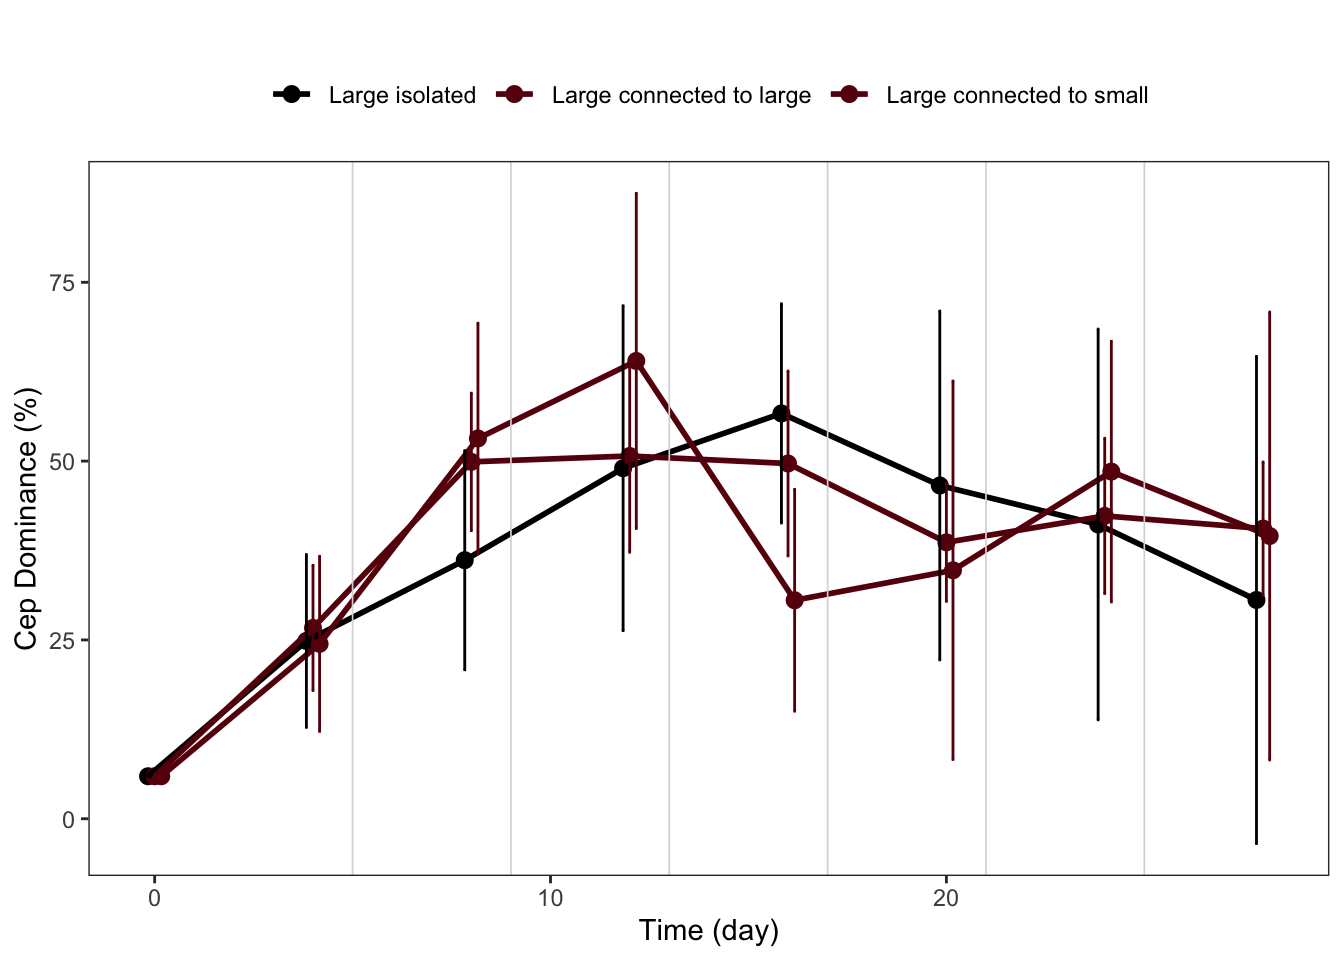 Large isolated Large connected to large Large connected to small
Cep Dominance (%)
75
50
25
0
0 10 20
Time (day)